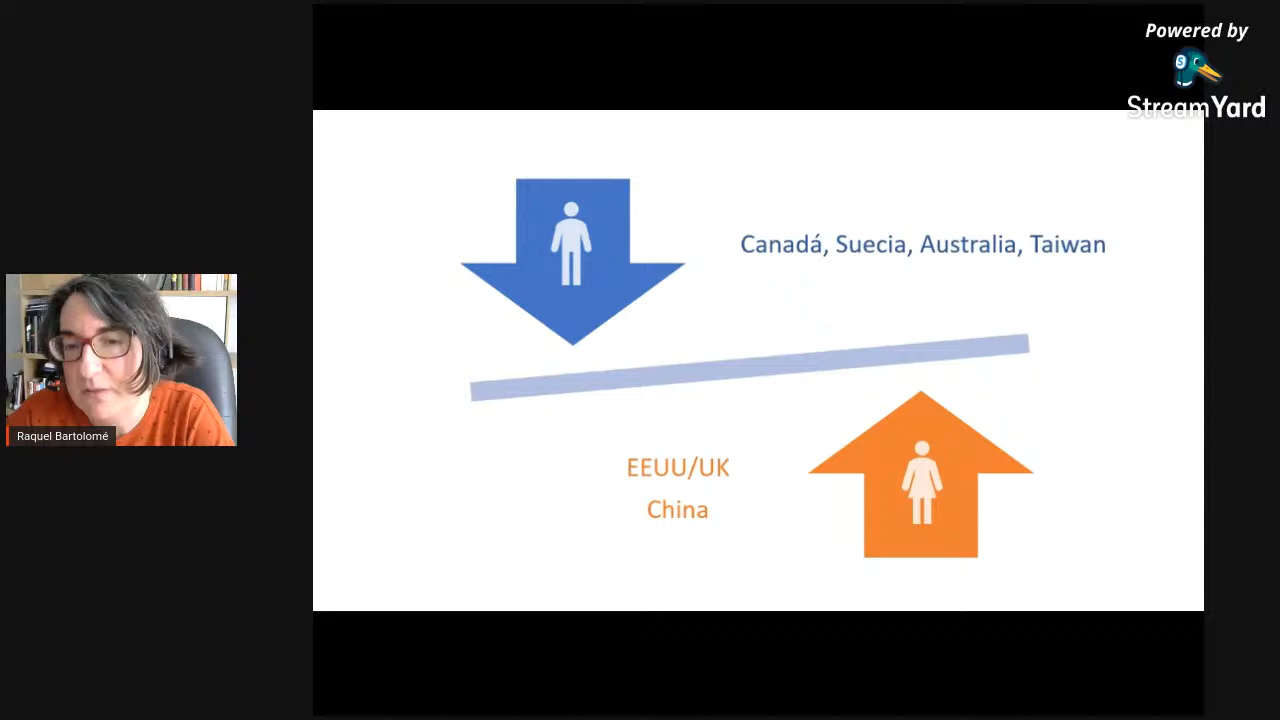 Powered by
StreamYard
Canadá, Suecia, Australia, Taiwan
Raquel Bartolomé
EEUU/UK
China